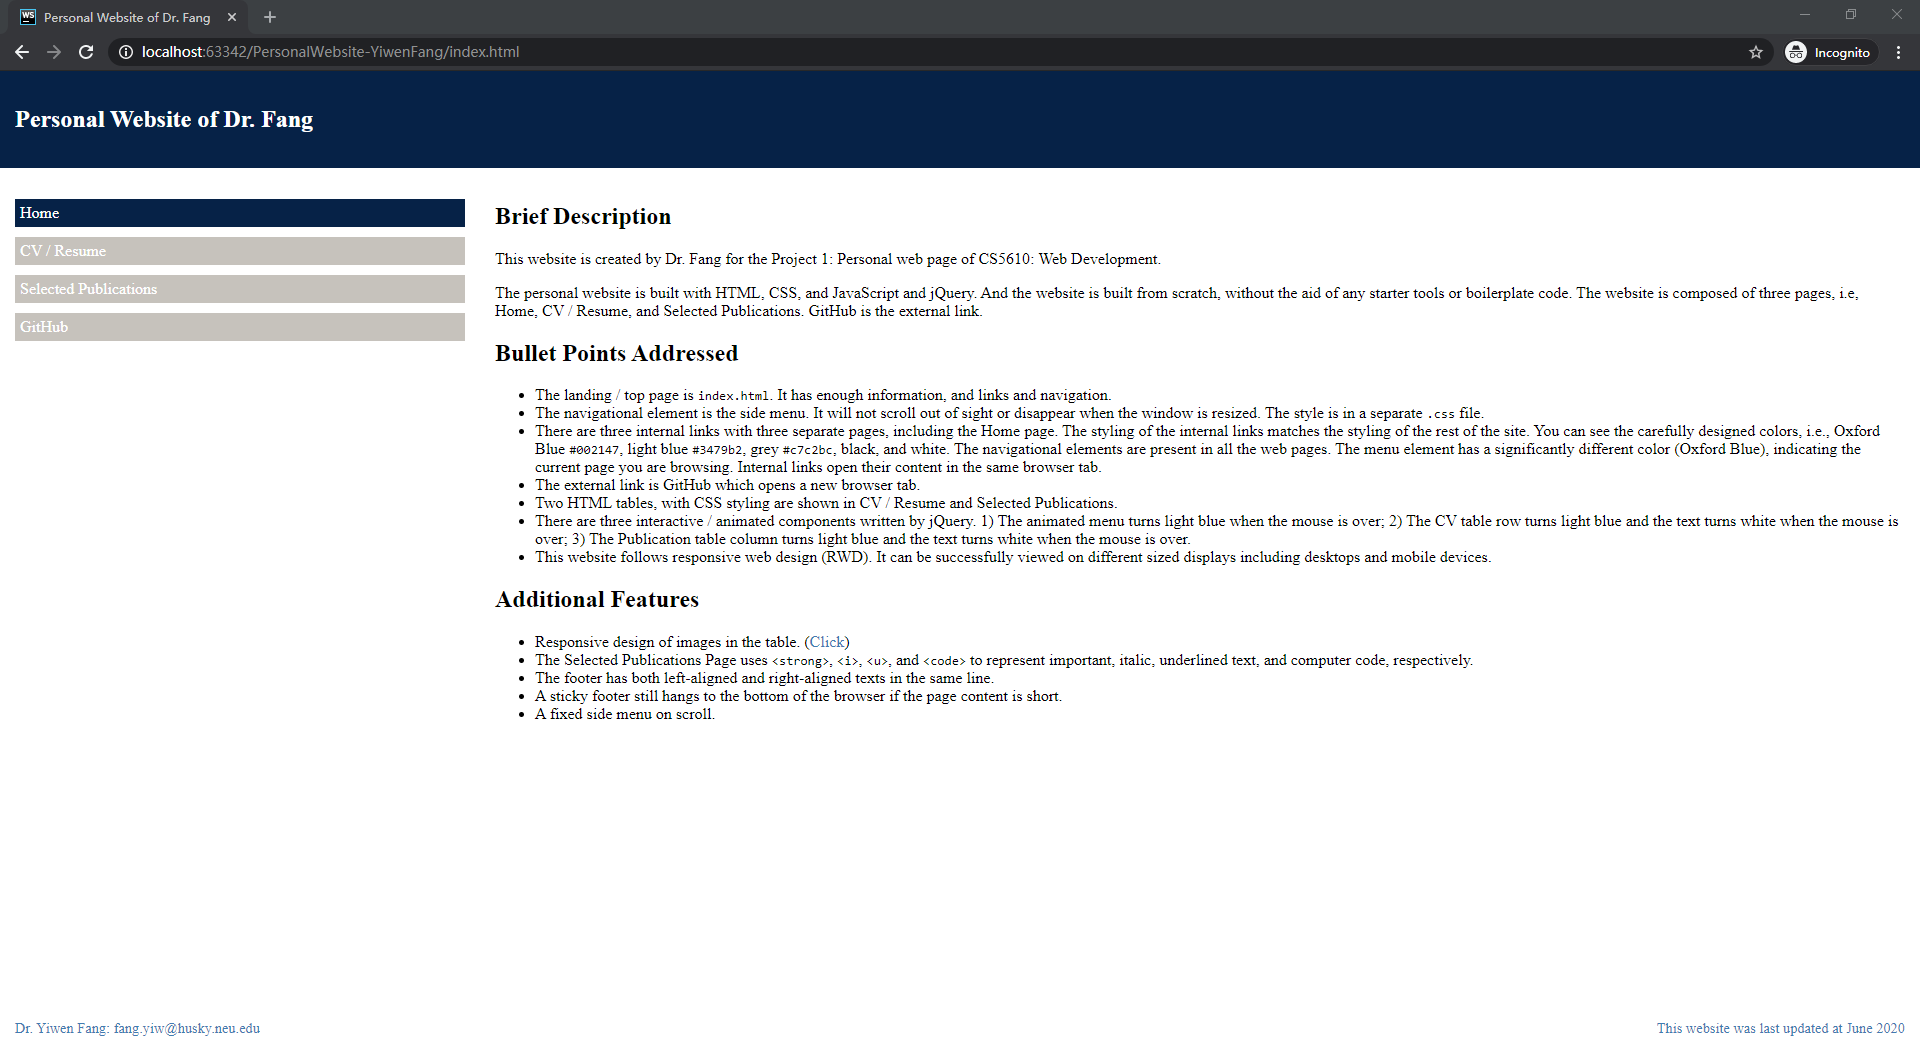 Personal Website of Dr. Fang
localhost:63342/PersonalWebsite-YiwenFang/index.html
Incognito
Personal Website of Dr. Fang
Home
CV / Resume
Selected Publications
GitHub
Brief Description
This website is created by Dr. Fang for the Project 1: Personal web page of CS5610: Web Development.
The personal website is built with HTML, CSS, and JavaScript and jQuery. And the website is built from scratch, without the aid of any starter tools or boilerplate code. The website is composed of three pages, i.e,
Home, CV / Resume, and Selected Publications. GitHub is the external link.
Bullet Points Addressed
• The landing / top page is index.html. It has enough information, and links and navigation.
• The navigational element is the side menu. It will not scroll out of sight or disappear when the window is resized. The style is in a separate .css file.
• There are three internal links with three separate pages, including the Home page. The styling of the internal links matches the styling of the rest of the site. You can see the carefully designed colors, i.e., Oxford
Blue #002147, light blue #3479b2, grey #c7c2bc, black, and white. The navigational elements are present in all the web pages. The menu element has a significantly different color (Oxford Blue), indicating the
current page you are browsing. Internal links open their content in the same browser tab.
• The external link is GitHub which opens a new browser tab.
• Two HTML tables, with CSS styling are shown in CV / Resume and Selected Publications.
• There are three interactive / animated components written by jQuery. 1) The animated menu turns light blue when the mouse is over; 2) The CV table row turns light blue and the text turns white when the mouse is
over; 3) The Publication table column turns light blue and the text turns white when the mouse is over.
• This website follows responsive web design (RWD). It can be successfully viewed on different sized displays including desktops and mobile devices.
Additional Features
• Responsive design of images in the table. (Click)
• The Selected Publications Page uses <strong>, <i>, <u>, and <code> to represent important, italic, underlined text, and computer code, respectively.
• The footer has both left-aligned and right-aligned texts in the same line.
• A sticky footer still hangs to the bottom of the browser if the page content is short.
• A fixed side menu on scroll.
Dr. Yiwen Fang: fang.yiw@husky.neu.edu
This website was last updated at June 2020